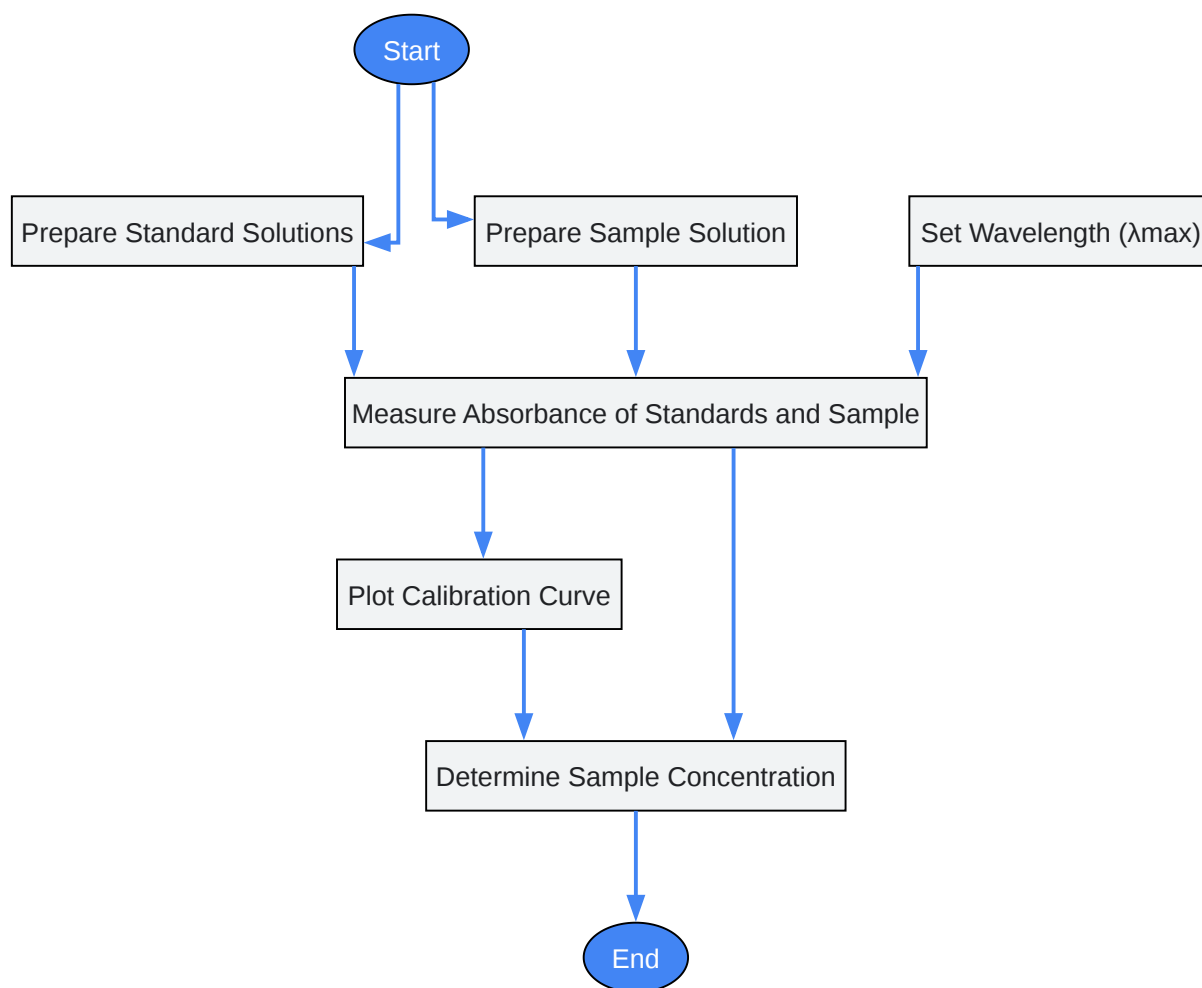 Start
Prepare Standard Solutions
Prepare Sample Solution
Set Wavelength (λmax)
Measure Absorbance of Standards and Sample
Plot Calibration Curve
Determine Sample Concentration
End